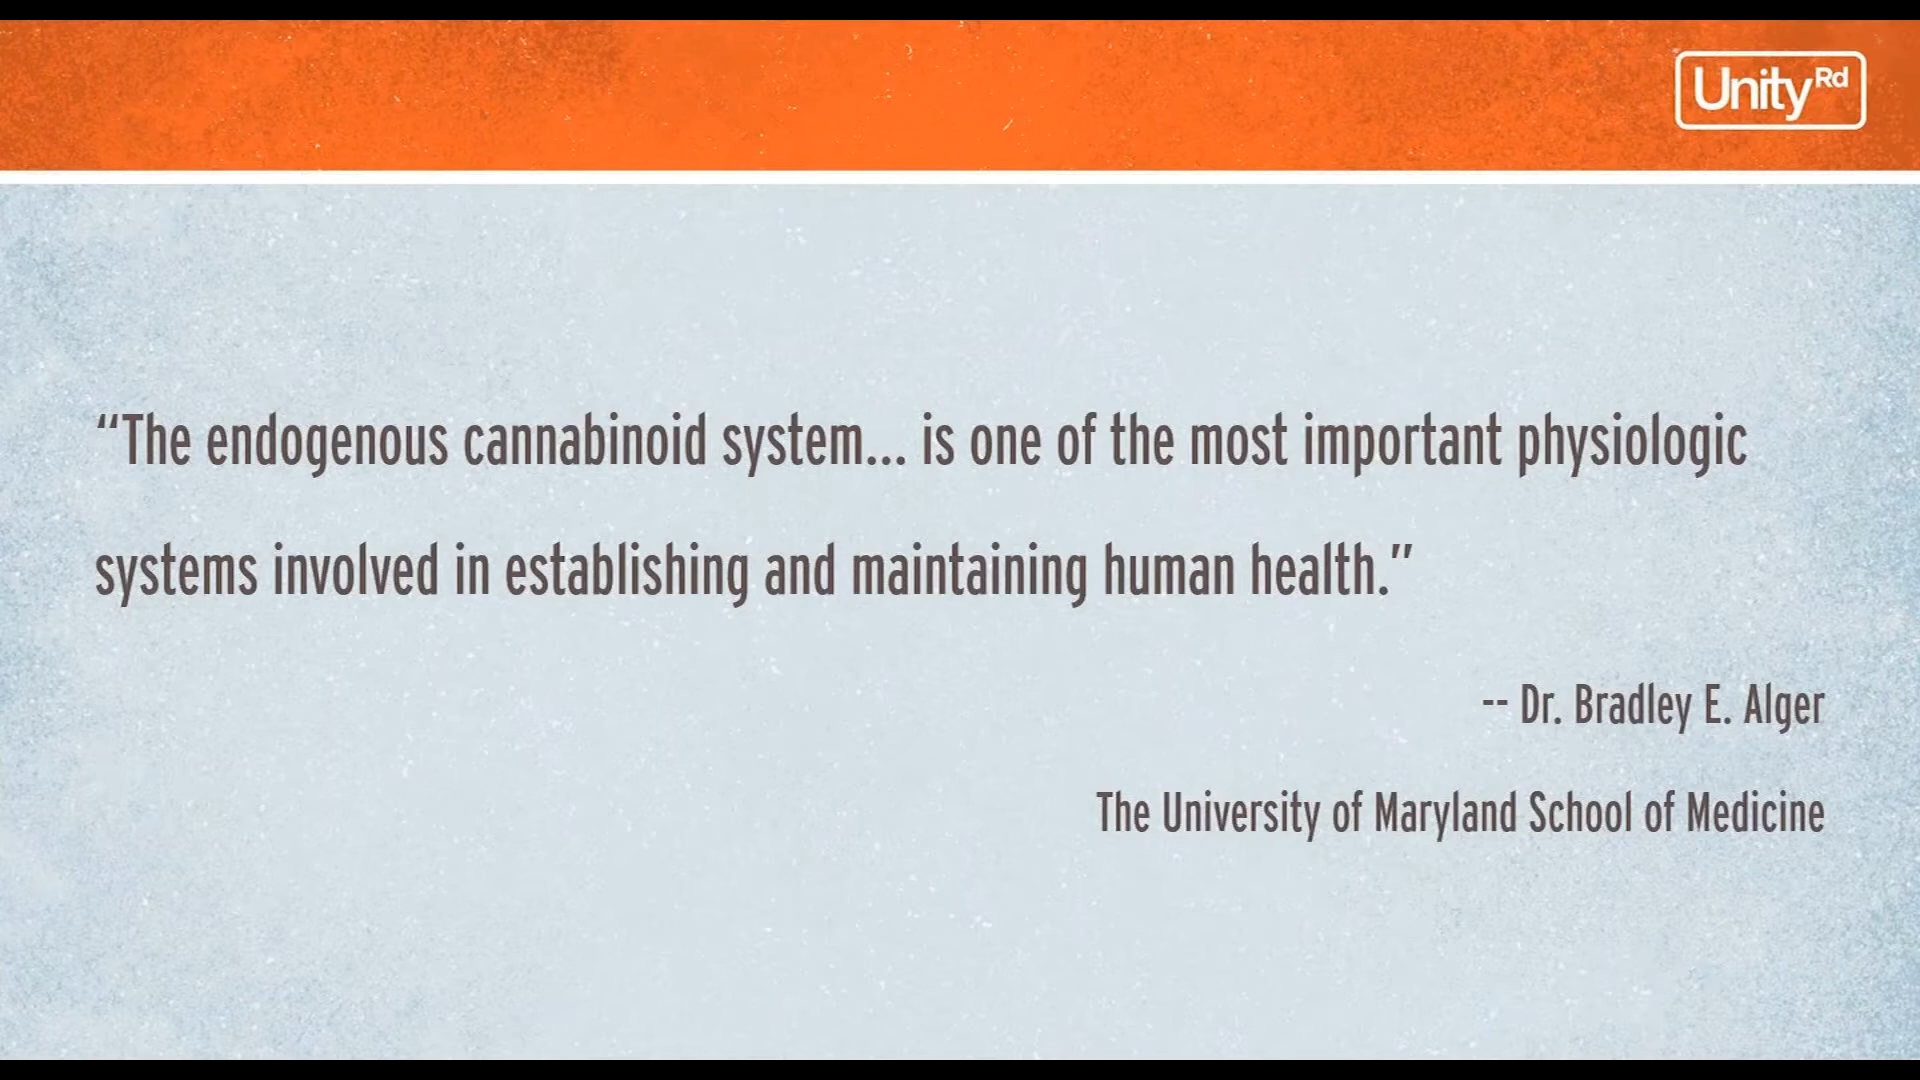 Unity Rd
“The endogenous cannabinoid system... is one of the most important physiologic
systems involved in establishing and maintaining human health.”
-- Dr. Bradley E. Alger
The University of Maryland School of Medicine